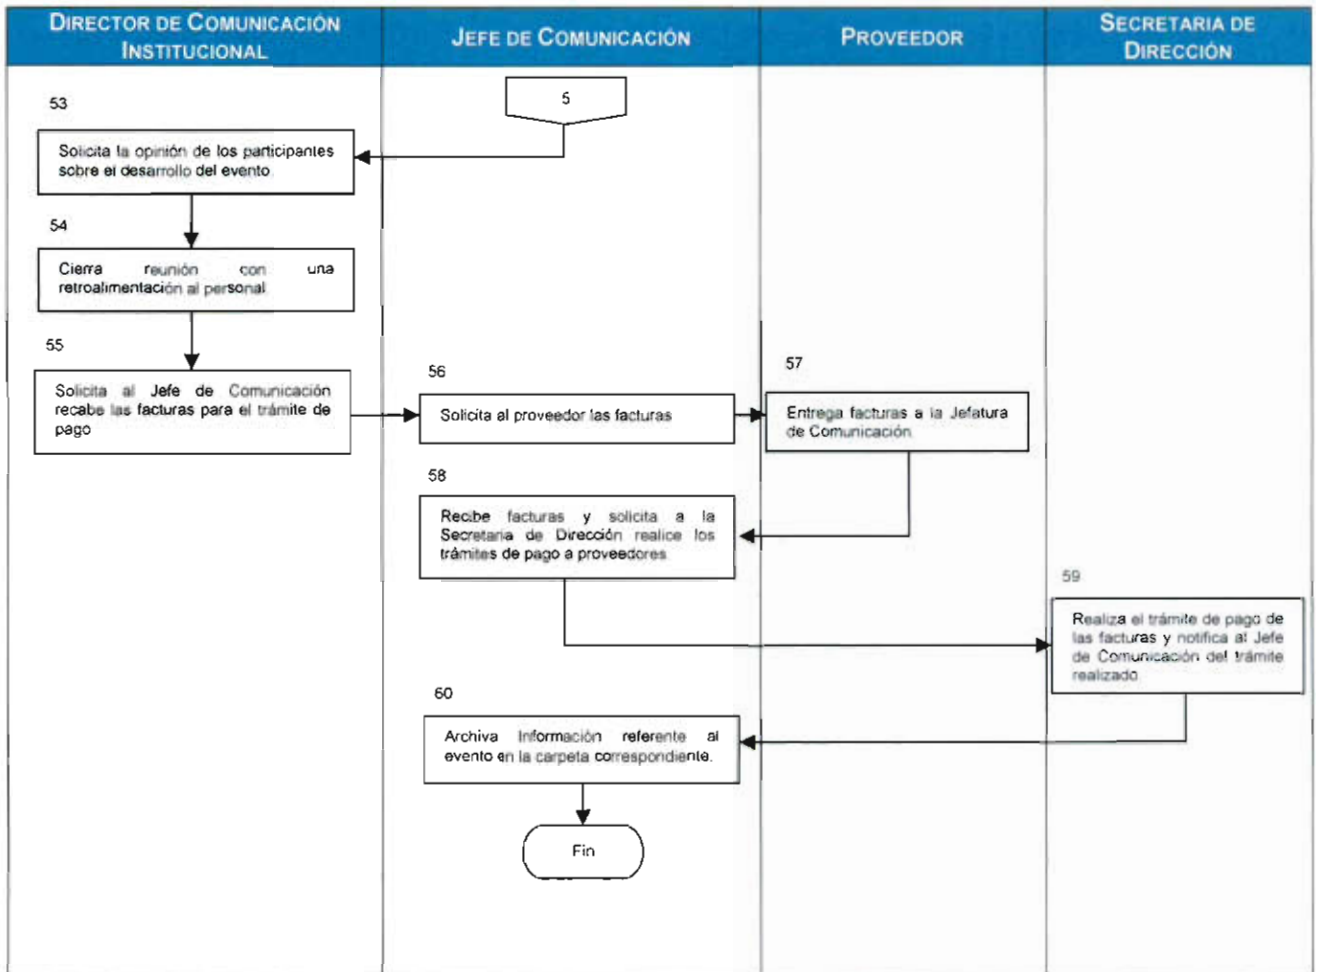 DIRECTOR DE COMUNICACIÓN
INSTITUCIONAL
JEFE DE COMUNICACIÓN
PROVEEDOR
SECRETARIA DE
DIRECCIÓN
5
53
Solicita la opinión de los participantes
sobre el desarrollo del evento
54
Cierra reunión con una
retroalimentación al personal
55
Solicita al Jefe de Comunicación
recabe las facturas para el trámite de
pago
56
Solicita al proveedor las facturas
57
Entrega facturas a la Jefatura
de Comunicación
58
Recibe facturas y solicita a la
Secretaria de Dirección realice los
trámites de pago a proveedores
59
Realiza el trámite de pago de
las facturas y notifica al Jefe
de Comunicación del trámite
realizado
60
Archiva Información referente al
evento en la carpeta correspondiente.
Fin